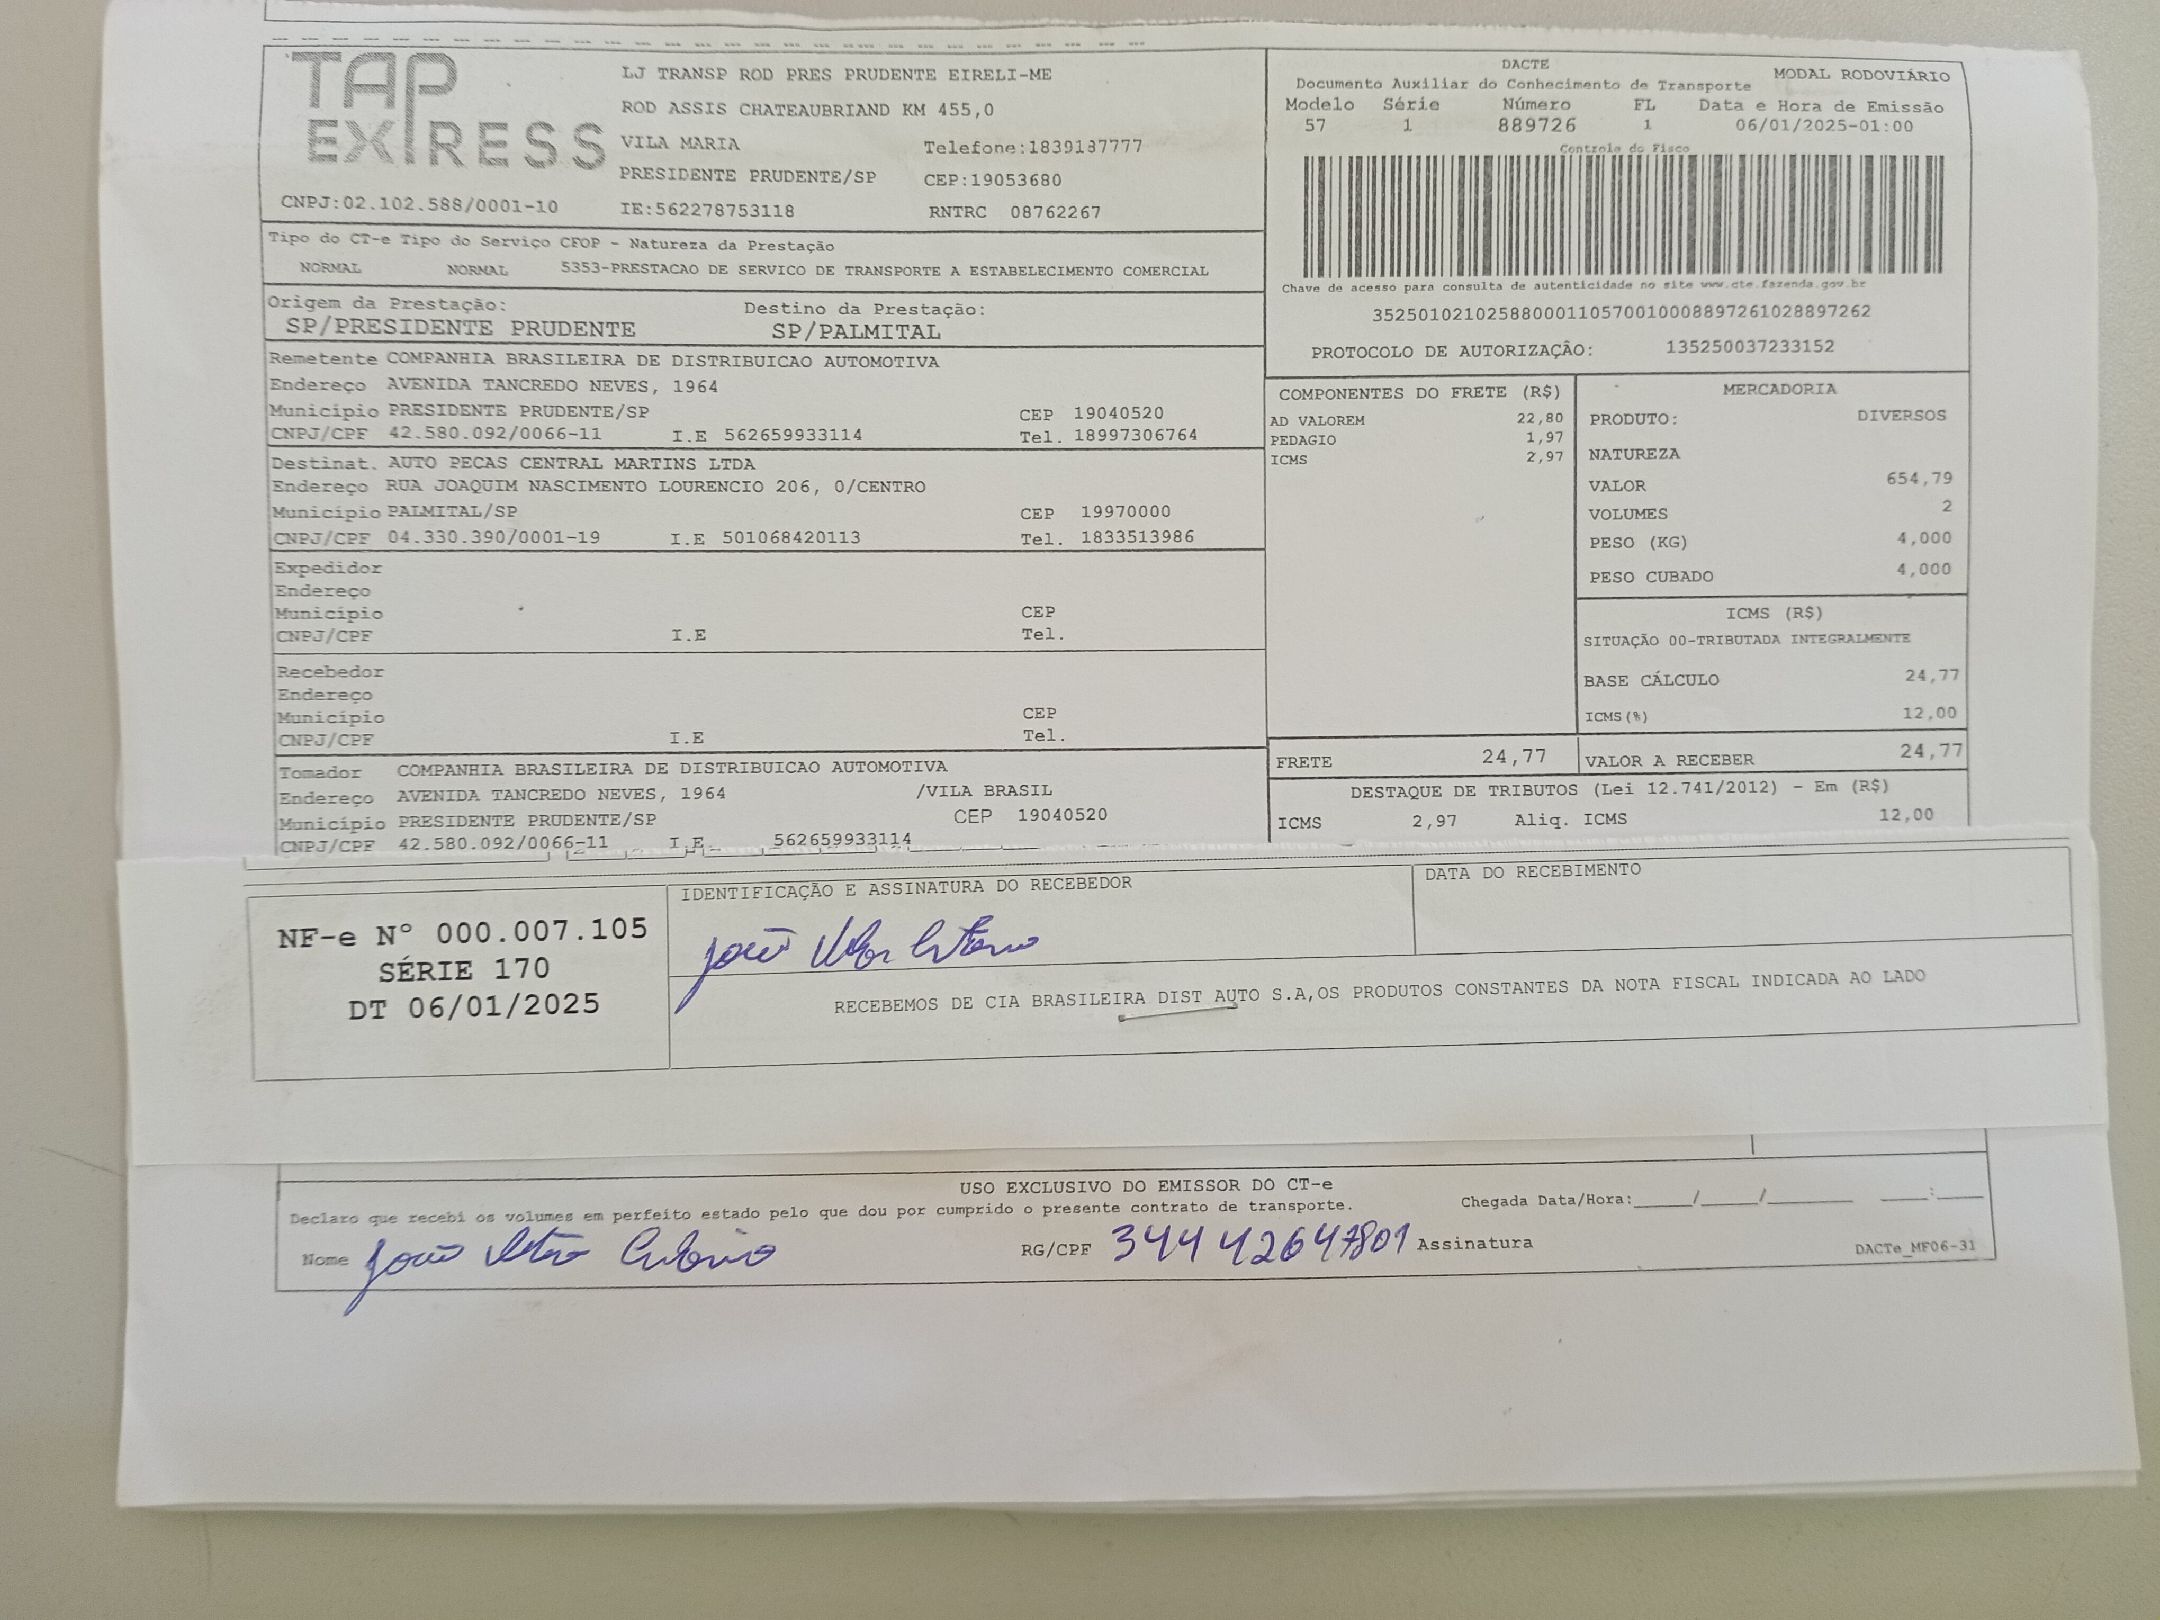 TAP EXPRESS
LJ TRANSP ROD PRES PRUDENTE EIRELI-ME
ROD ASSIS CHATEAUBRIAND KM 455,0
VILA MARIA Telefone:1839187777
PRESIDENTE PRUDENTE/SP CEP:19053680
CNPJ:02.102.588/0001-10 IE:562278753118 RNTRC 08762267
DACTE
MODAL RODOVIÁRIO
Documento Auxiliar do Conhecimento de Transporte
Modelo Série Número FL Data e Hora de Emissão
57 1 889726 1 06/01/2025-01:00
Controle do Fisco
Chave de acesso para consulta de autenticidade no site www.cte.fazenda.gov.br
35250102102588000110570010008897261028897262
PROTOCOLO DE AUTORIZAÇÃO: 135250037233152
Tipo do CT-e Tipo do Serviço CFOP - Natureza da Prestação
NORMAL NORMAL 5353-PRESTACAO DE SERVICO DE TRANSPORTE A ESTABELECIMENTO COMERCIAL
Origem da Prestação: Destino da Prestação:
SP/PRESIDENTE PRUDENTE SP/PALMITAL
Remetente COMPANHIA BRASILEIRA DE DISTRIBUICAO AUTOMOTIVA
Endereço AVENIDA TANCREDO NEVES, 1964
Município PRESIDENTE PRUDENTE/SP CEP 19040520
CNPJ/CPF 42.580.092/0066-11 I.E 562659933114 Tel. 18997306764
Destinat. AUTO PECAS CENTRAL MARTINS LTDA
Endereço RUA JOAQUIM NASCIMENTO LOURENCIO 206, 0/CENTRO
Município PALMITAL/SP CEP 19970000
CNPJ/CPF 04.330.390/0001-19 I.E 501068420113 Tel. 1833513986
Expedidor
Endereço
Município CEP
CNPJ/CPF I.E Tel.
Recebedor
Endereço
Município CEP
CNPJ/CPF I.E Tel.
Tomador COMPANHIA BRASILEIRA DE DISTRIBUICAO AUTOMOTIVA
Endereço AVENIDA TANCREDO NEVES, 1964 /VILA BRASIL
Município PRESIDENTE PRUDENTE/SP CEP 19040520
CNPJ/CPF 42.580.092/0066-11 I.E. 562659933114
COMPONENTES DO FRETE (R$)
AD VALOREM 22,80
PEDAGIO 1,97
ICMS 2,97
MERCADORIA
PRODUTO: DIVERSOS
NATUREZA
VALOR 654,79
VOLUMES 2
PESO (KG) 4,000
PESO CUBADO 4,000
ICMS (R$)
SITUAÇÃO 00-TRIBUTADA INTEGRALMENTE
BASE CÁLCULO 24,77
ICMS(%) 12,00
FRETE 24,77 VALOR A RECEBER 24,77
DESTAQUE DE TRIBUTOS (Lei 12.741/2012) - Em (R$)
ICMS 2,97 Aliq. ICMS 12,00
NF-e Nº 000.007.105
SÉRIE 170
DT 06/01/2025
IDENTIFICAÇÃO E ASSINATURA DO RECEBEDOR
DATA DO RECEBIMENTO
João
RECEBEMOS DE CIA BRASILEIRA DIST AUTO S.A,OS PRODUTOS CONSTANTES DA NOTA FISCAL INDICADA AO LADO
USO EXCLUSIVO DO EMISSOR DO CT-e
Declaro que recebi os volumes em perfeito estado pelo que dou por cumprido o presente contrato de transporte. Chegada Data/Hora:____/____/______ ____:____
Nome João RG/CPF 34442647801 Assinatura
DACTe_MF06-31